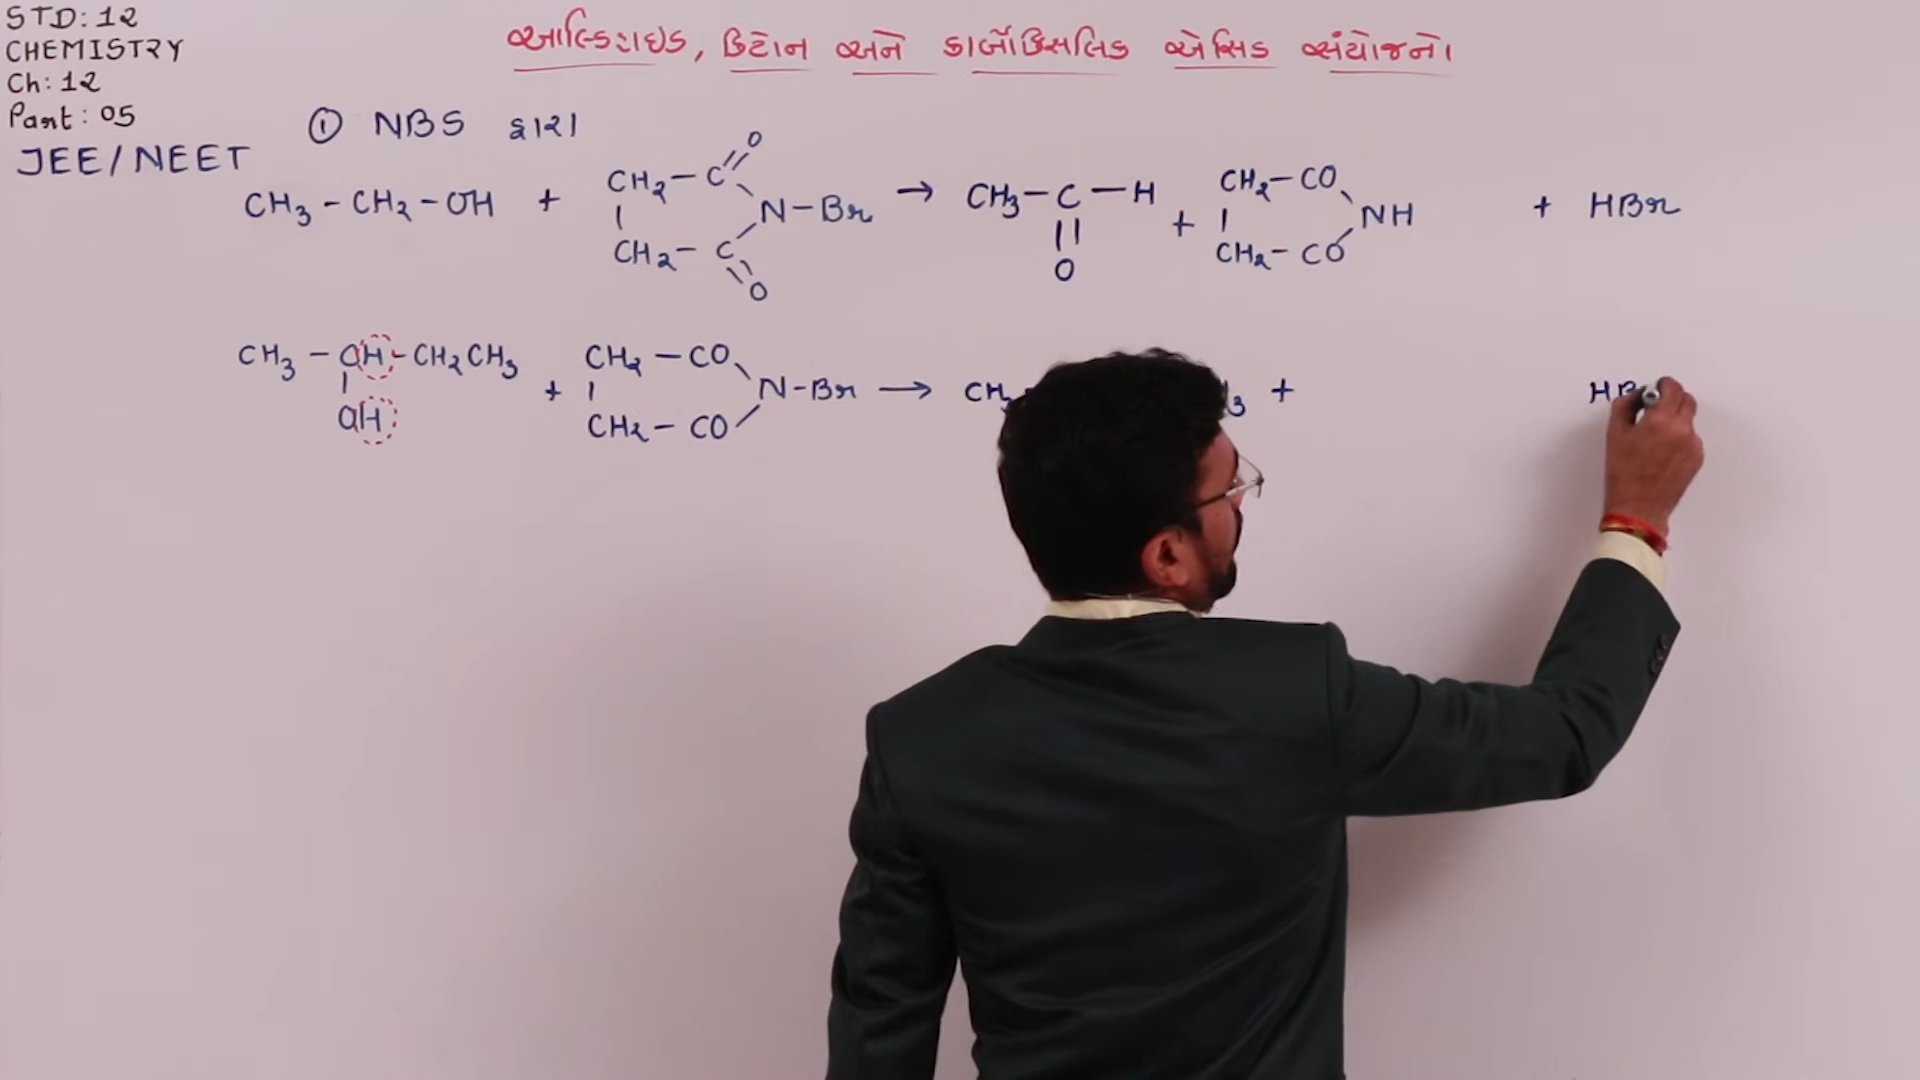 STD: 12
CHEMISTRY
Ch: 12
Part: 05
JEE/NEET
આલ્ડિહાઇડ, કિટોન અને કાર્બોક્સિલિક એસિડ સંયોજનો
① NBS દ્વારા
CH3 - CH2 - OH + CH2 - C = O N - Br → CH3 - C - H + CH2 - CO NH + HBr
CH2 - C = O || O CH2 - CO
CH3 - CH - CH2CH3 + CH2 - CO N - Br → CH3 +
OH CH2 - CO